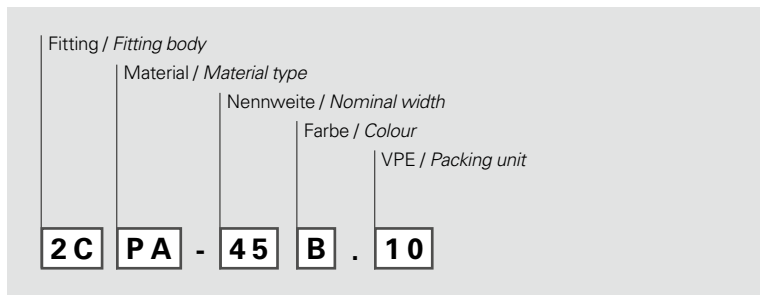 Fitting / Fitting body
Material / Material type
Nennweite / Nominal width
Farbe / Colour
VPE / Packing unit
2C PA - 45 B . 10